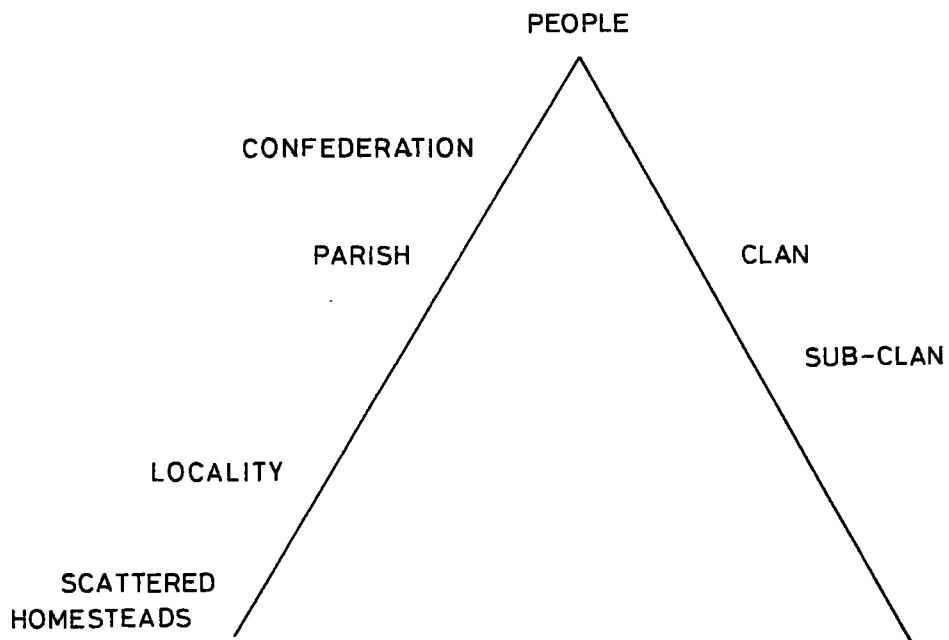 PEOPLE
CONFEDERATION
PARISH
CLAN
SUB-CLAN
LOCALITY
SCATTERED
HOMESTEADS